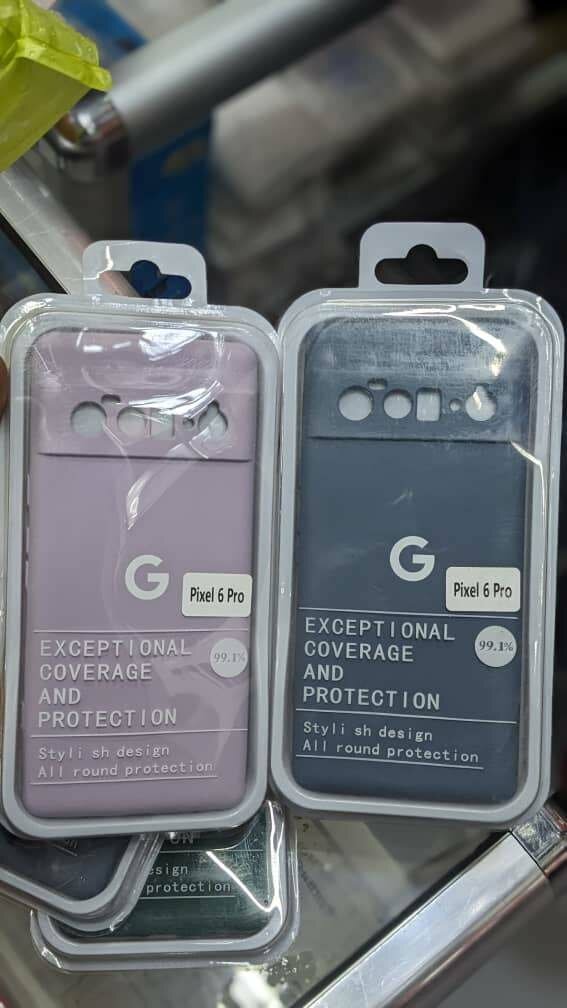 G
Pixel 6 Pro
EXCEPTIONAL
COVERAGE
99.1%
AND
PROTECTION
Styli sh design
All round protection
G
Pixel 6 Pro
EXCEPTIONAL
COVERAGE
99.1%
AND
PROTECTION
Styli sh design
All round protection
protection